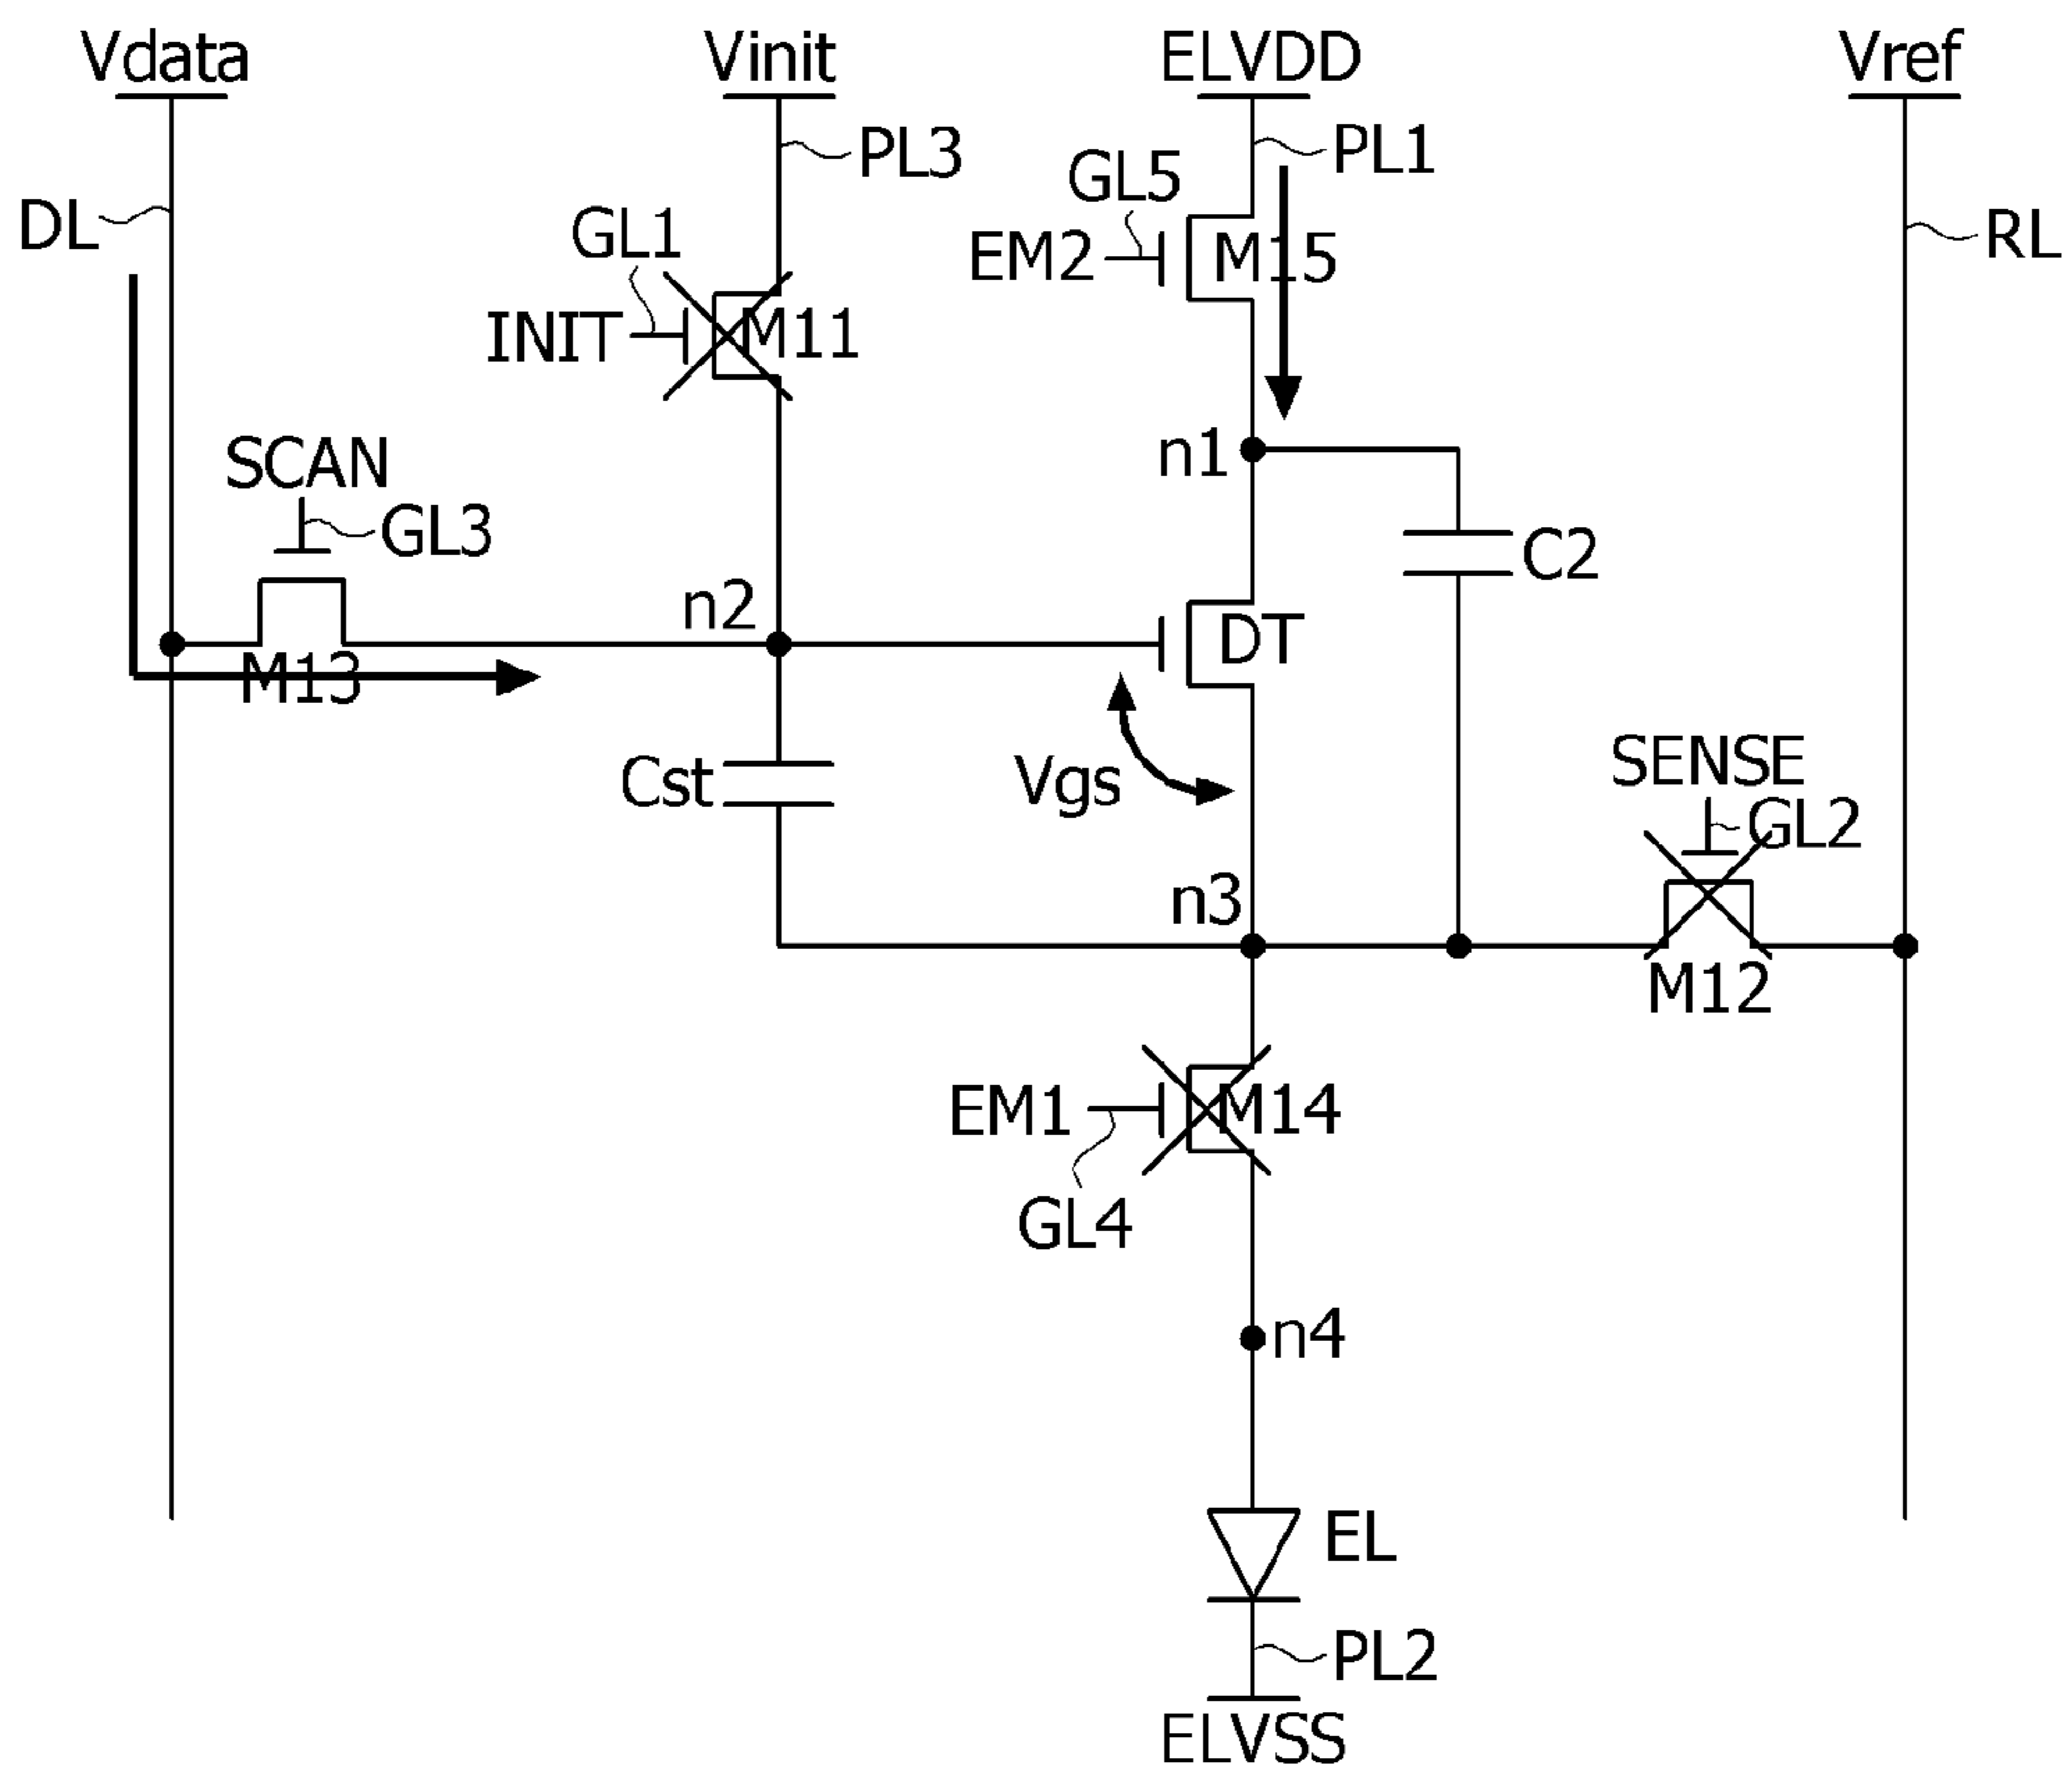 Vdata
Vinit
ELVDD
Vref
PL3
PL1
GL5
DL
GL1
EM2
M15
RL
INIT
M11
SCAN
n1
GL3
C2
n2
DT
M13
SENSE
Cst
Vgs
GL2
n3
M12
EM1
M14
GL4
n4
EL
PL2
ELVSS